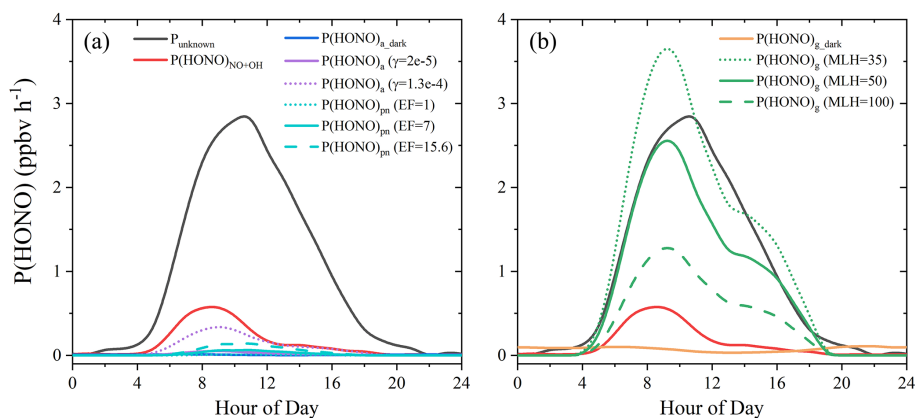 (a)
P_unknown
P(HONO)_NO+OH
P(HONO)_a_dark
P(HONO)_a (γ=2e-5)
P(HONO)_a (γ=1.3e-4)
P(HONO)_pn (EF=1)
P(HONO)_pn (EF=7)
P(HONO)_pn (EF=15.6)
P(HONO) (ppbv h⁻¹)
4
3
2
1
0
0 4 8 12 16 20 24
Hour of Day
(b)
P(HONO)_g_dark
P(HONO)_g (MLH=35)
P(HONO)_g (MLH=50)
P(HONO)_g (MLH=100)
4
3
2
1
0
0 4 8 12 16 20 24
Hour of Day